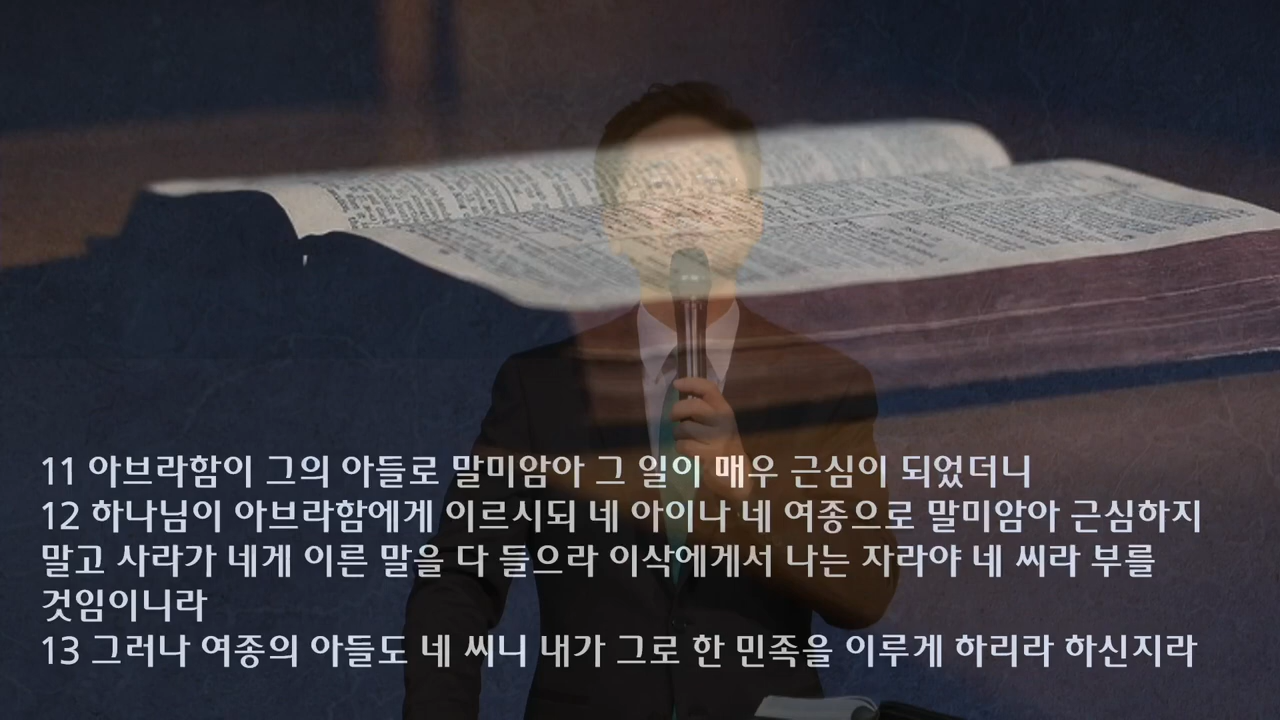 11 아브라함이 그의 아들로 말미암아 그 일이 매우 근심이 되었더니
12 하나님이 아브라함에게 이르시되 네 아이나 네 여종으로 말미암아 근심하지
말고 사라가 네게 이른 말을 다 들으라 이삭에게서 나는 자라야 네 씨라 부를
것임이니라
13 그러나 여종의 아들도 네 씨니 내가 그로 한 민족을 이루게 하리라 하신지라